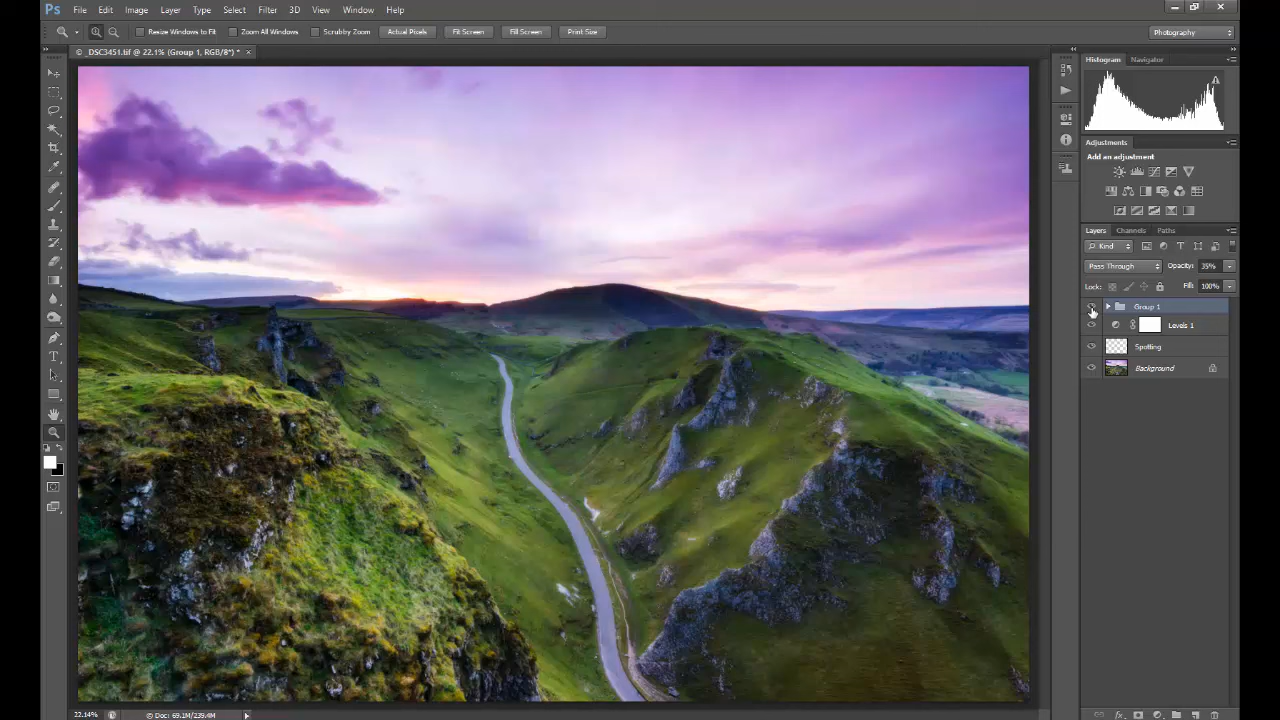 Ps File Edit Image Layer Type Select Filter 3D View Window Help
Resize Windows to Fit Zoom All Windows Scrubby Zoom Actual Pixels Fit Screen Fill Screen Print Size Photography
© _DSC3451.tif @ 22.1% (Group 1, RGB/8*) * ×
Histogram Navigator
Adjustments
Add an adjustment
Layers Channels Paths
Kind
Pass Through Opacity: 35%
Lock: Fill: 100%
Group 1
Levels 1
Spotting
Background
22.14% © Doc: 69.1M/239.4M